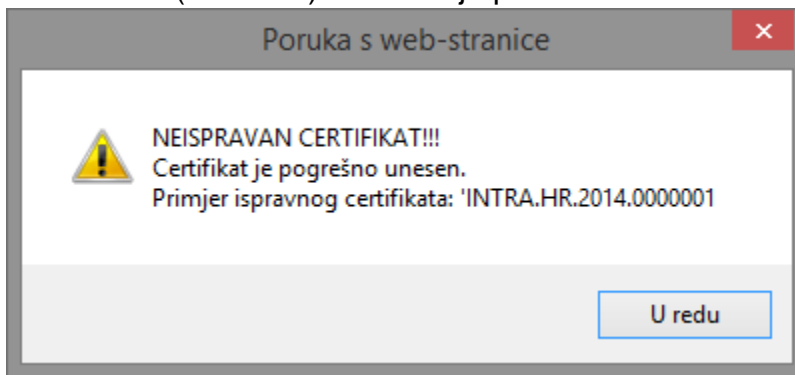 Poruka s web-stranice
NEISPRAVAN CERTIFIKAT!!!
Certifikat je pogrešno unesen.
Primjer ispravnog certifikata: 'INTRA.HR.2014.0000001
U redu